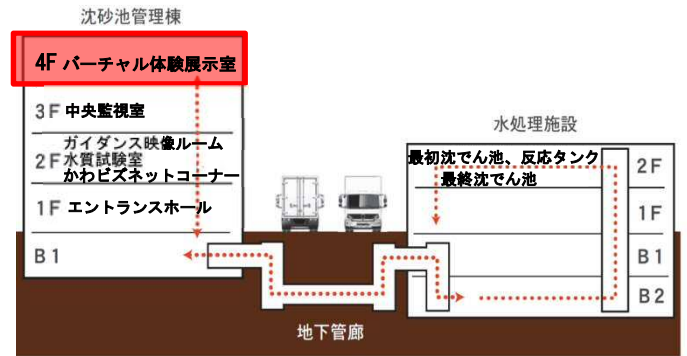 沈砂池管理棟
4F バーチャル体験展示室
3F 中央監視室
ガイダンス映像ルーム
2F 水質試験室
かわビズネットコーナー
1F エントランスホール
B1
水処理施設
最初沈でん池、反応タンク
最終沈でん池
2F
1F
B1
B2
地下管廊